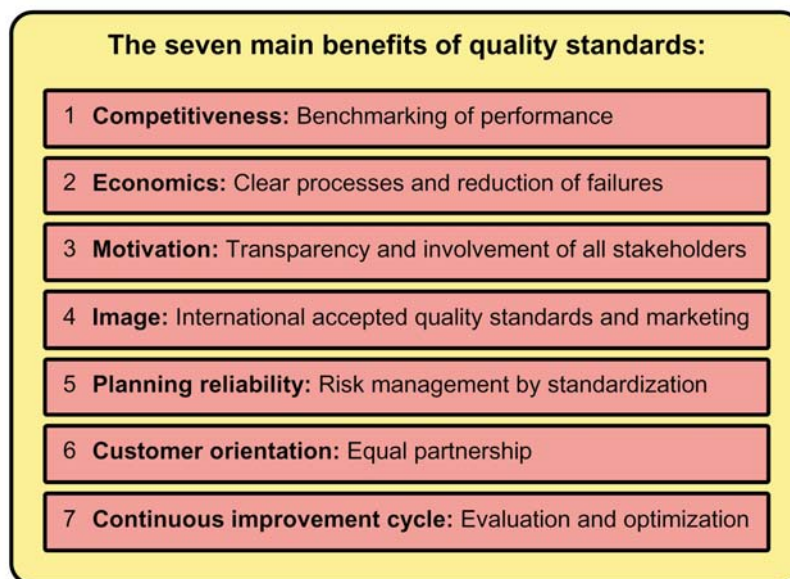 The seven main benefits of quality standards:
1 Competitiveness: Benchmarking of performance
2 Economics: Clear processes and reduction of failures
3 Motivation: Transparency and involvement of all stakeholders
4 Image: International accepted quality standards and marketing
5 Planning reliability: Risk management by standardization
6 Customer orientation: Equal partnership
7 Continuous improvement cycle: Evaluation and optimization